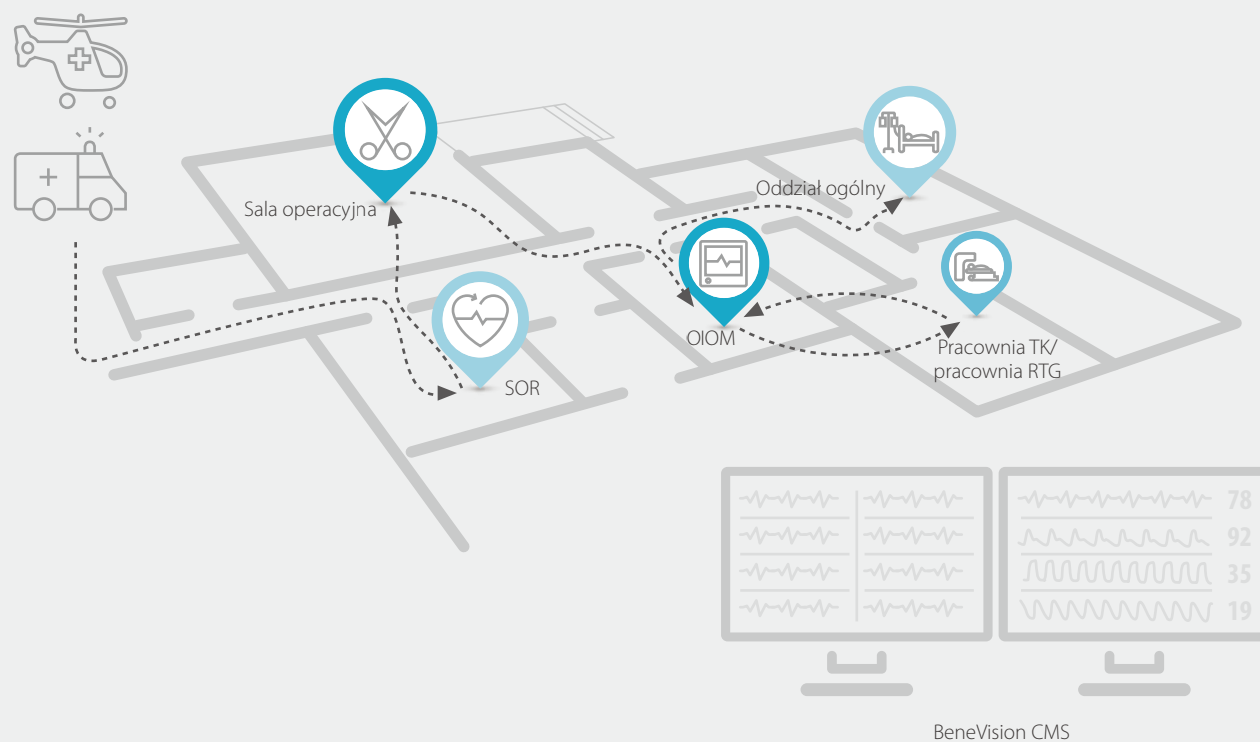 Sala operacyjna
Oddział ogólny
OIOM
SOR
Pracownia TK/
pracownia RTG
78
92
35
19
BeneVision CMS